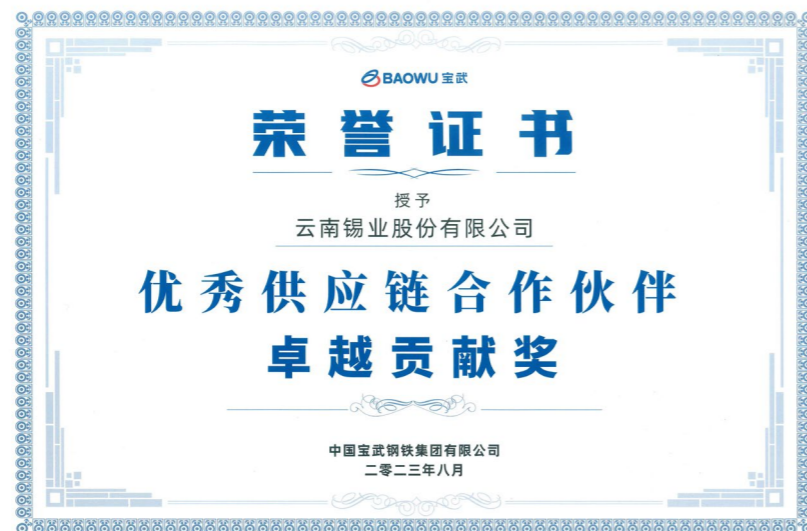 BAOWU 宝武
荣誉证书
授予
云南锡业股份有限公司
优秀供应链合作伙伴
卓越贡献奖
中国宝武钢铁集团有限公司
二零二三年八月